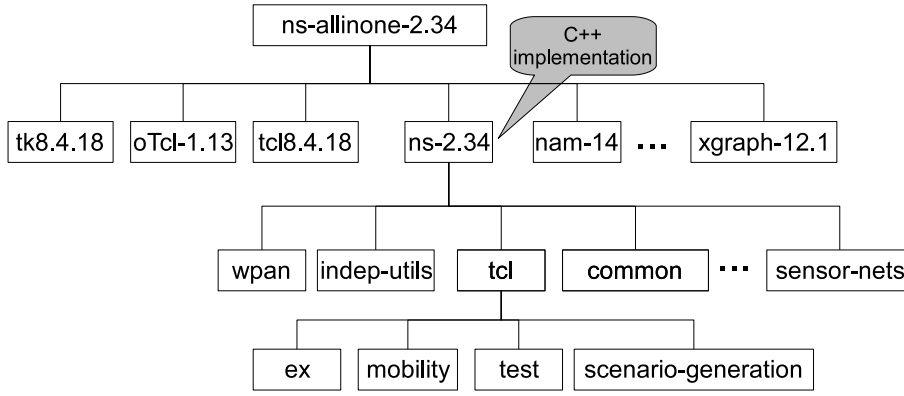 ns-allinone-2.34
C++
implementation
tk8.4.18
oTcl-1.13
tcl8.4.18
ns-2.34
nam-14
...
xgraph-12.1
wpan
indep-utils
tcl
common
...
sensor-nets
ex
mobility
test
scenario-generation